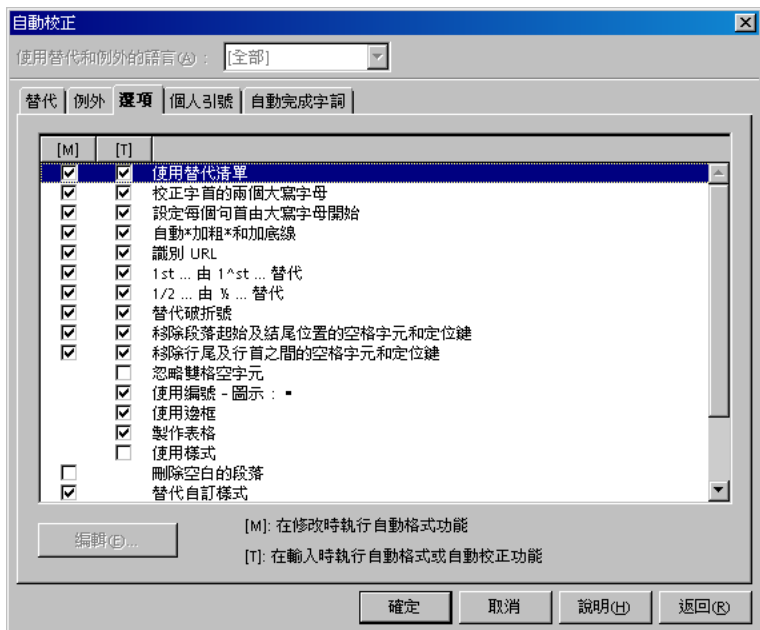 自動校正
使用替代和例外的語言(A)： [全部]
替代 例外 選項 個人引號 自動完成字詞
[M] [T]
使用替代清單
校正字首的兩個大寫字母
設定每個句首由大寫字母開始
自動*加粗*和加底線
識別 URL
1st ... 由 1^st ... 替代
1/2 ... 由 ½ ... 替代
替代破折號
移除段落起始及結尾位置的空格字元和定位鍵
移除行尾及行首之間的空格字元和定位鍵
忽略雙格空字元
使用編號 - 圖示 : ▪
使用邊框
製作表格
使用樣式
刪除空白的段落
替代自訂樣式
編輯(E)...
[M]: 在修改時執行自動格式功能
[T]: 在輸入時執行自動格式或自動校正功能
確定 取消 說明(H) 返回(R)